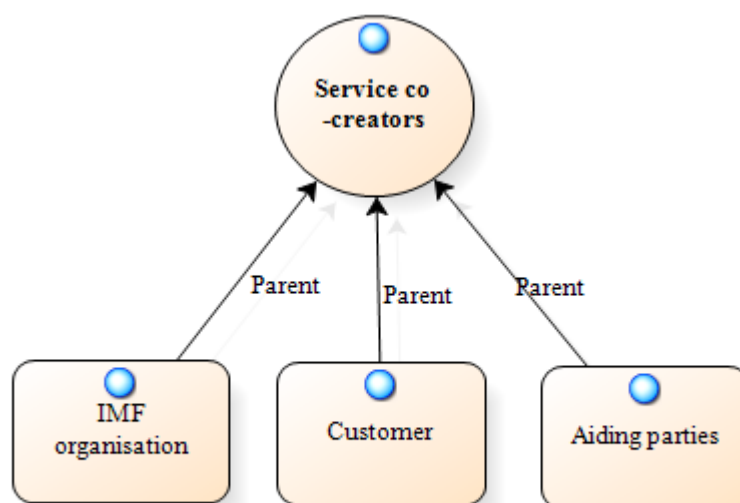 Service co
-creators
Parent
Parent
Parent
IMF
organisation
Customer
Aiding parties